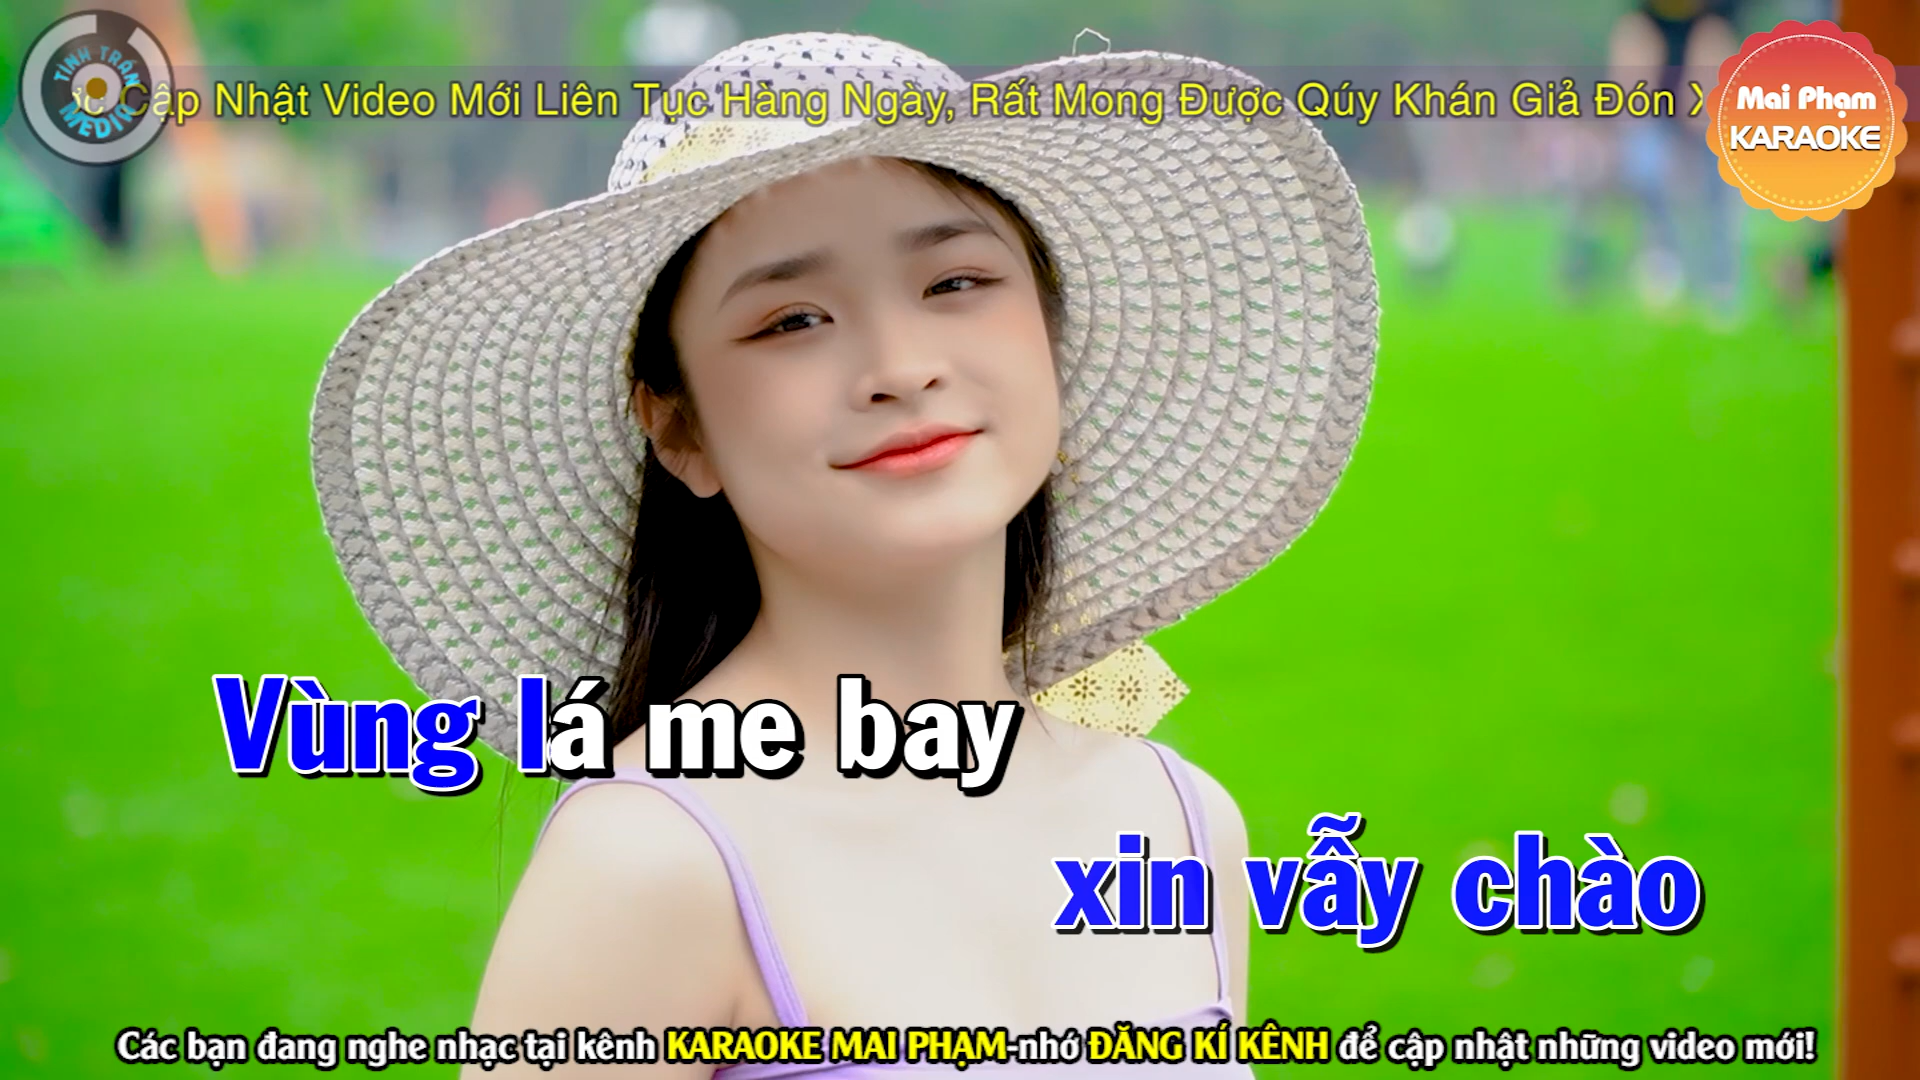 TÌNH TRẦN
MEDIA
Cập Nhật Video Mới Liên Tục Hàng Ngày, Rất Mong Được Qúy Khán Giả Đón
Mai Phạm
KARAOKE
Vùng lá me bay
xin vẫy chào
Các bạn đang nghe nhạc tại kênh KARAOKE MAI PHẠM-nhớ ĐĂNG KÍ KÊNH để cập nhật những video mới!